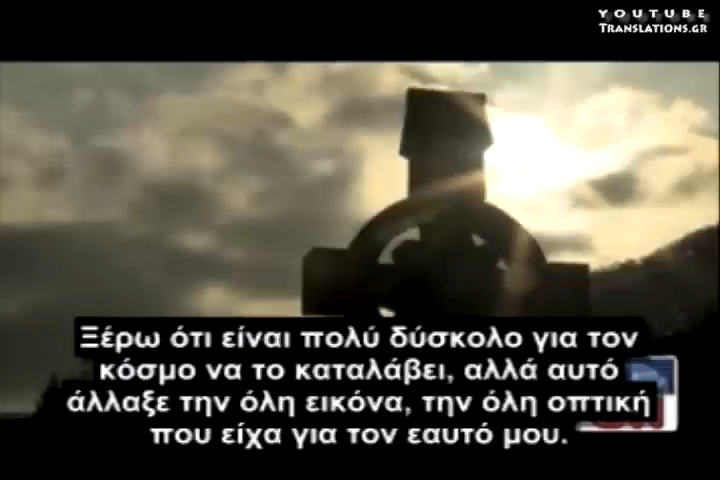 YOUTUBE
TRANSLATIONS.GR
Ξέρω ότι είναι πολύ δύσκολο για τον
κόσμο να το καταλάβει, αλλά αυτό
άλλαξε την όλη εικόνα, την όλη οπτική
που είχα για τον εαυτό μου.